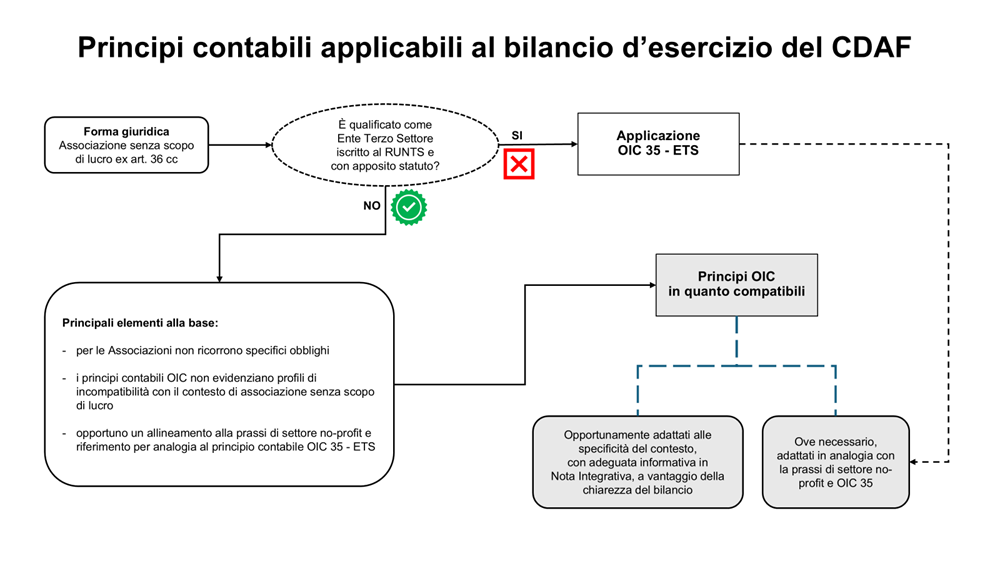 Principi contabili applicabili al bilancio d’esercizio del CDAF
Forma giuridica
Associazione senza scopo
di lucro ex art. 36 cc
È qualificato come
Ente Terzo Settore
iscritto al RUNTS e
con apposito statuto?
SI
Applicazione
OIC 35 - ETS
NO
Principali elementi alla base:
- per le Associazioni non ricorrono specifici obblighi
- i principi contabili OIC non evidenziano profili di
incompatibilità con il contesto di associazione senza scopo
di lucro
- opportuno un allineamento alla prassi di settore no-profit e
riferimento per analogia al principio contabile OIC 35 - ETS
Principi OIC
in quanto compatibili
Opportunamente adattati alle
specificità del contesto,
con adeguata informativa in
Nota Integrativa, a vantaggio della
chiarezza del bilancio
Ove necessario,
adattati in analogia con
la prassi di settore no-
profit e OIC 35